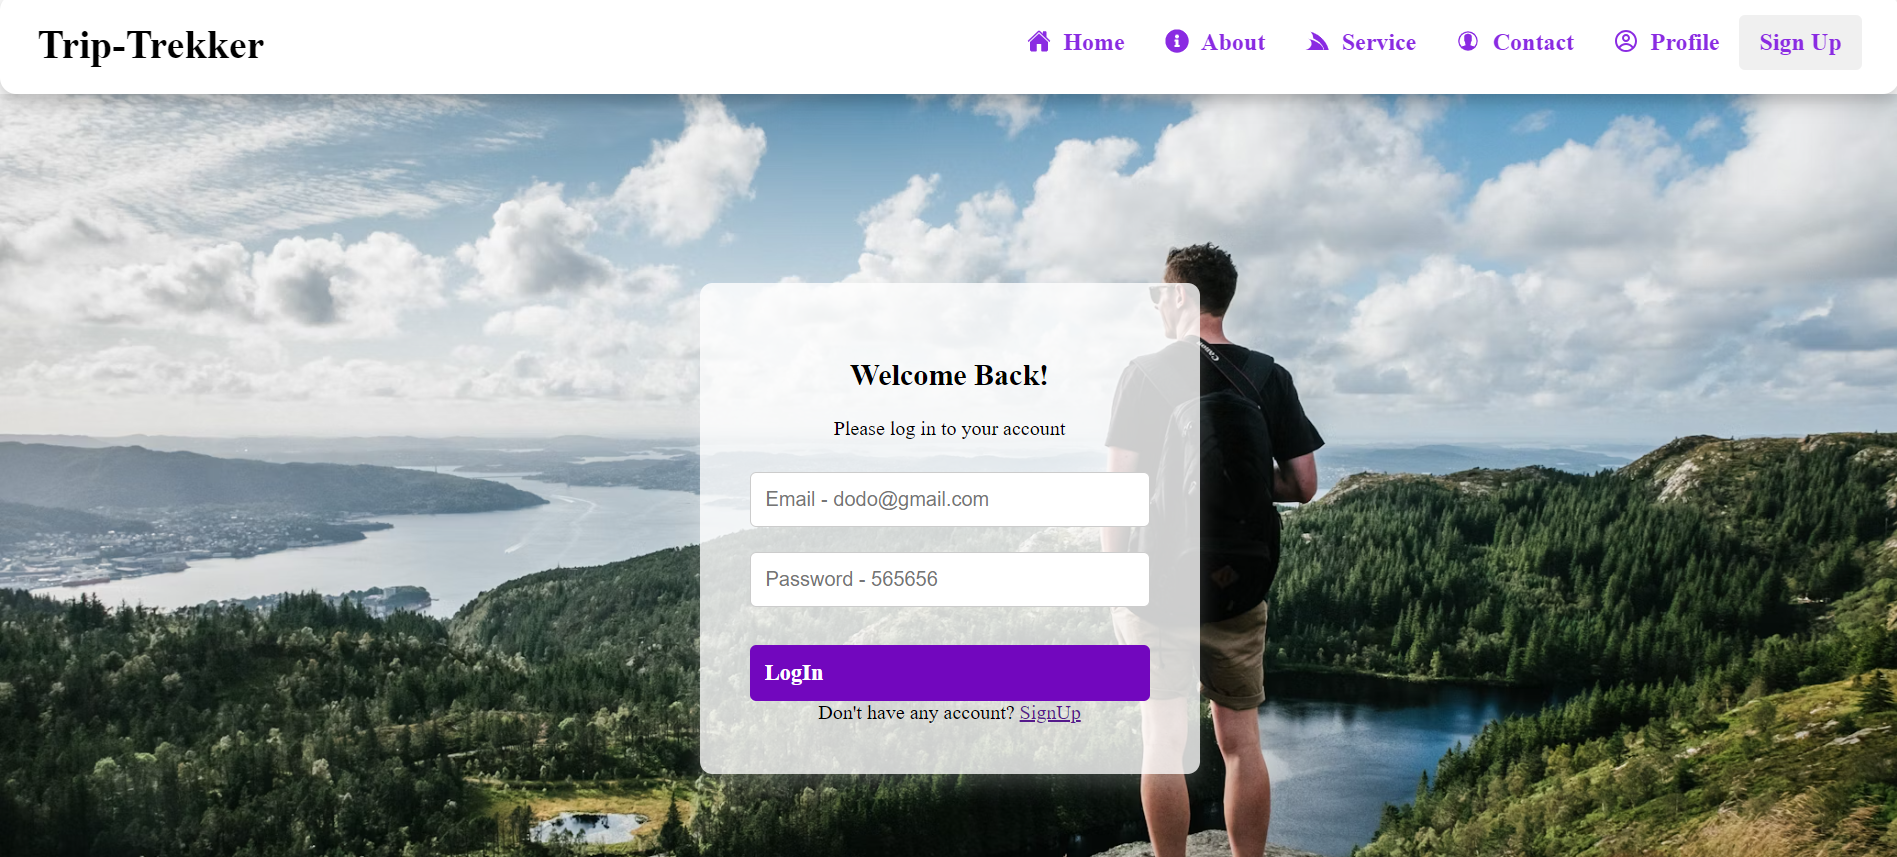 Trip-Trekker
Home About Service Contact Profile Sign Up
Canon
Welcome Back!
Please log in to your account
Email - dodo@gmail.com
Password - 565656
LogIn
Don't have any account? SignUp